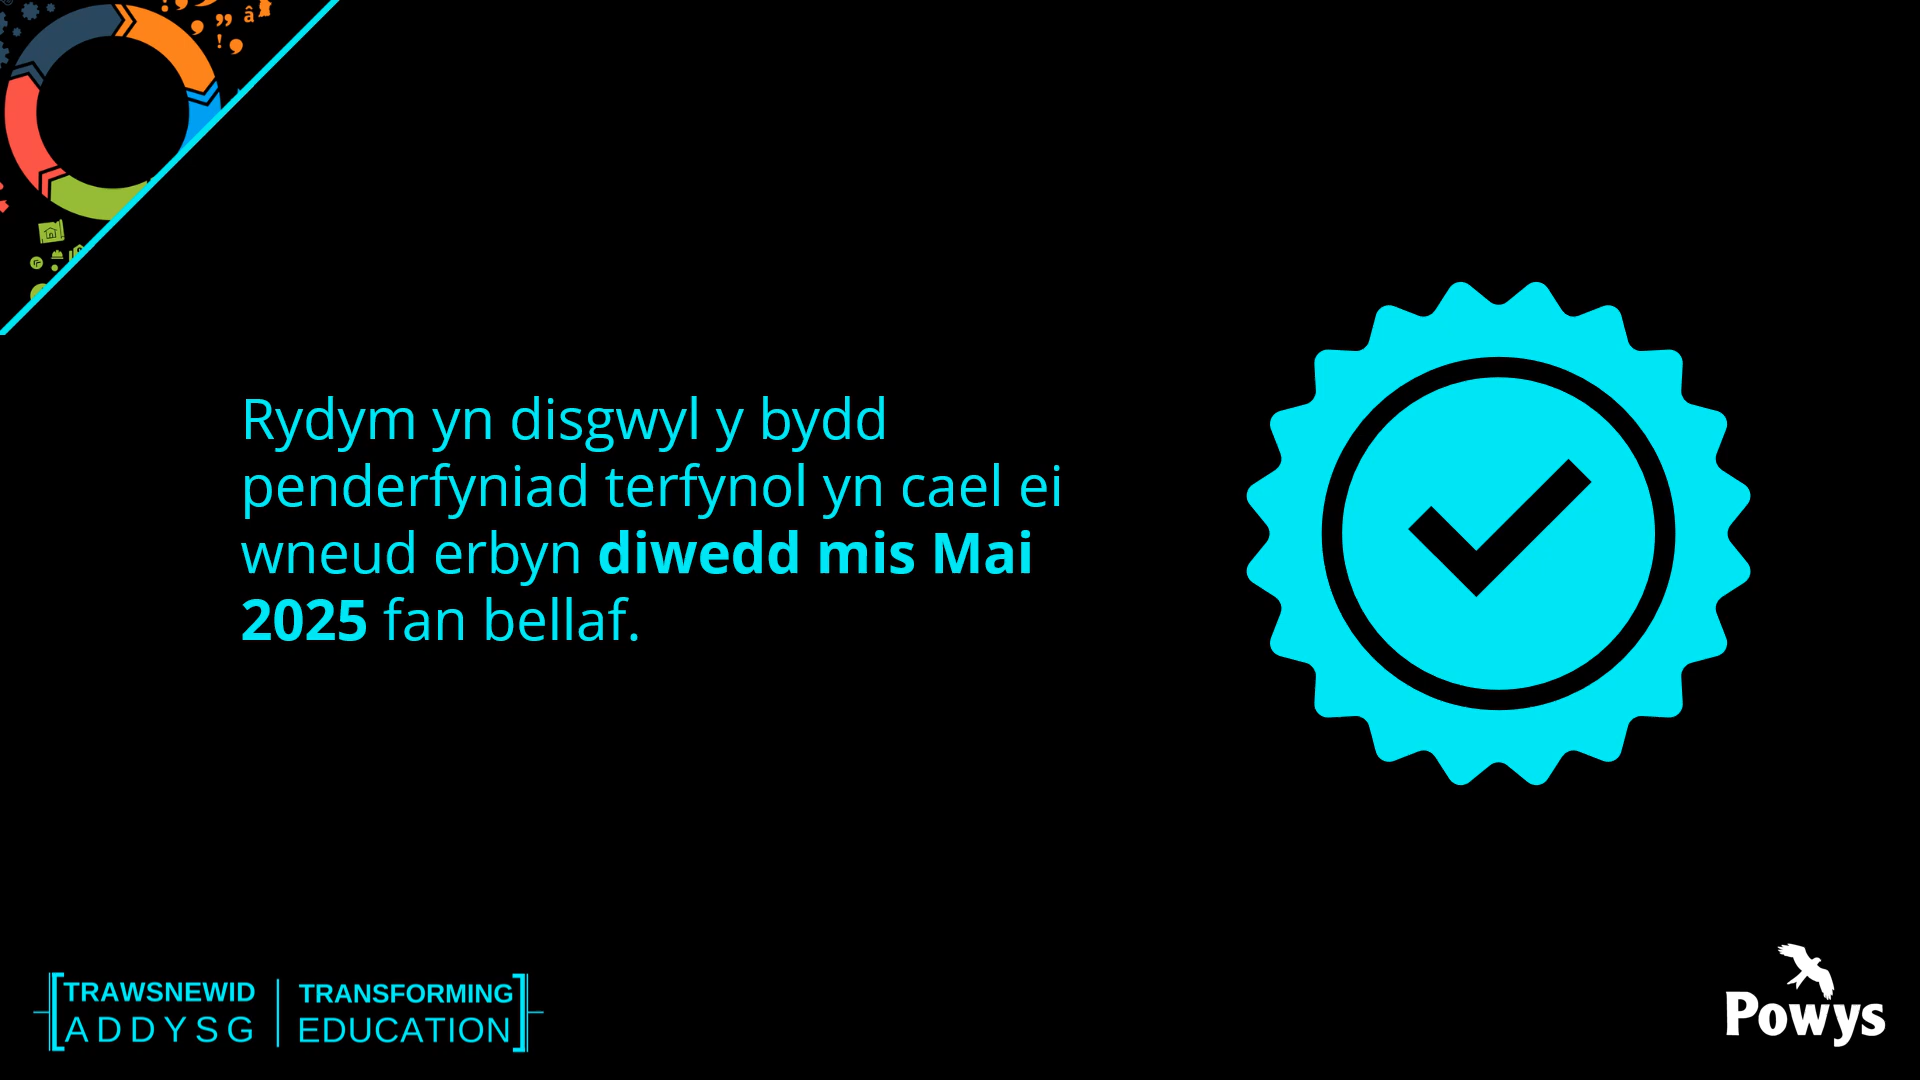 Rydym yn disgwyl y bydd
penderfyniad terfynol yn cael ei
wneud erbyn diwedd mis Mai
2025 fan bellaf.
TRAWSNEWID
ADDYSG
TRANSFORMING
EDUCATION
Powys